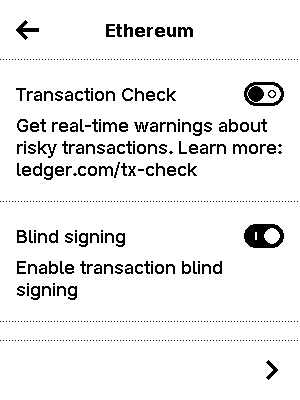 Ethereum
Transaction Check
Get real-time warnings about
risky transactions. Learn more:
ledger.com/tx-check
Blind signing
Enable transaction blind
signing